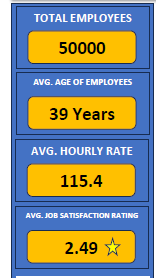 TOTAL EMPLOYEES
50000
AVG. AGE OF EMPLOYEES
39 Years
AVG. HOURLY RATE
115.4
AVG. JOB SATISFACTION RATING
2.49